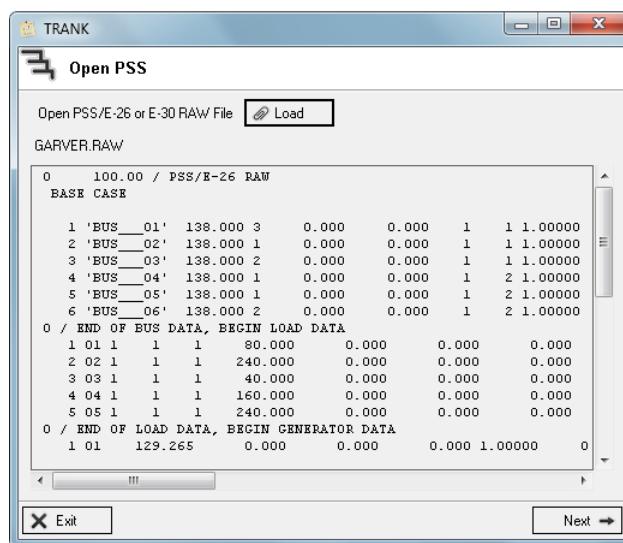 TRANK
Open PSS
Open PSS/E-26 or E-30 RAW File Load
GARVER.RAW
0 100.00 / PSS/E-26 RAW
BASE CASE
1 'BUS___01' 138.000 3 0.000 0.000 1 1 1.00000
2 'BUS___02' 138.000 1 0.000 0.000 1 1 1.00000
3 'BUS___03' 138.000 2 0.000 0.000 1 1 1.00000
4 'BUS___04' 138.000 1 0.000 0.000 1 2 1.00000
5 'BUS___05' 138.000 1 0.000 0.000 1 2 1.00000
6 'BUS___06' 138.000 2 0.000 0.000 1 2 1.00000
0 / END OF BUS DATA, BEGIN LOAD DATA
1 01 1 1 1 80.000 0.000 0.000 0.000
2 02 1 1 1 240.000 0.000 0.000 0.000
3 03 1 1 1 40.000 0.000 0.000 0.000
4 04 1 1 1 160.000 0.000 0.000 0.000
5 05 1 1 1 240.000 0.000 0.000 0.000
0 / END OF LOAD DATA, BEGIN GENERATOR DATA
1 01 129.265 0.000 0.000 0.000 1.00000 0
Exit Next